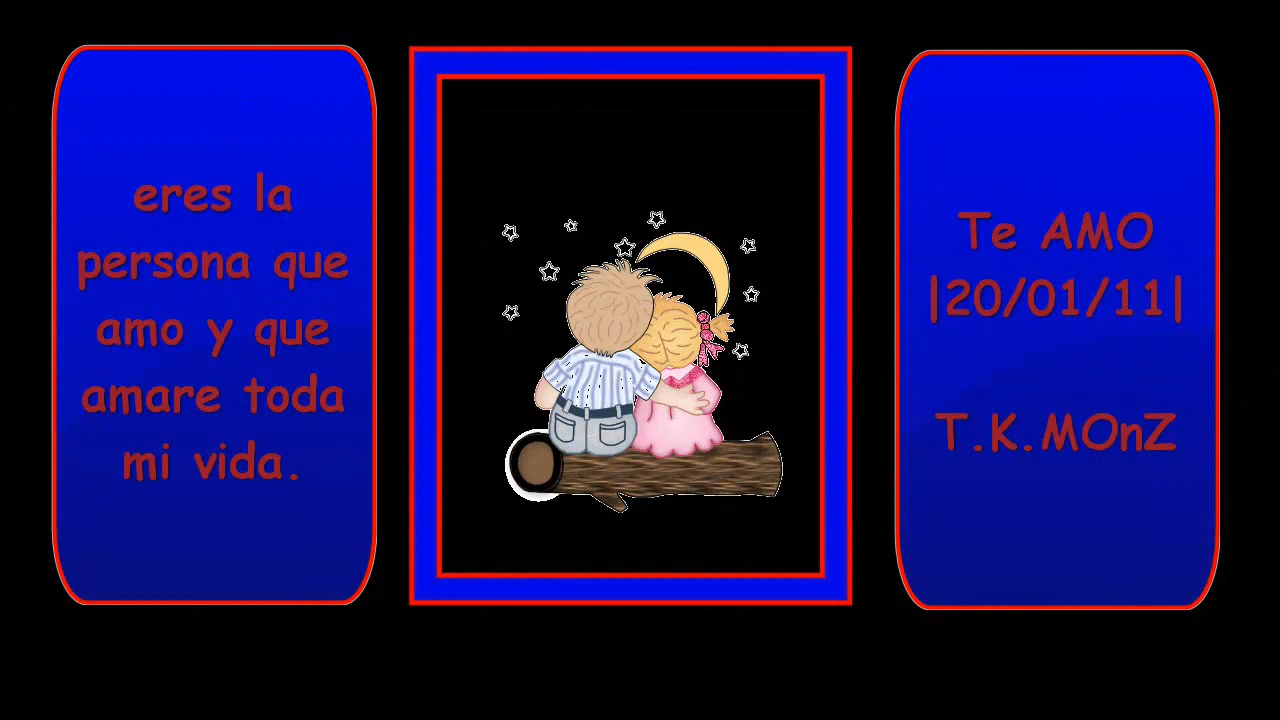 eres la
persona que
amo y que
amare toda
mi vida.
Te AMO
|20/01/11|
T.K.MOnZ